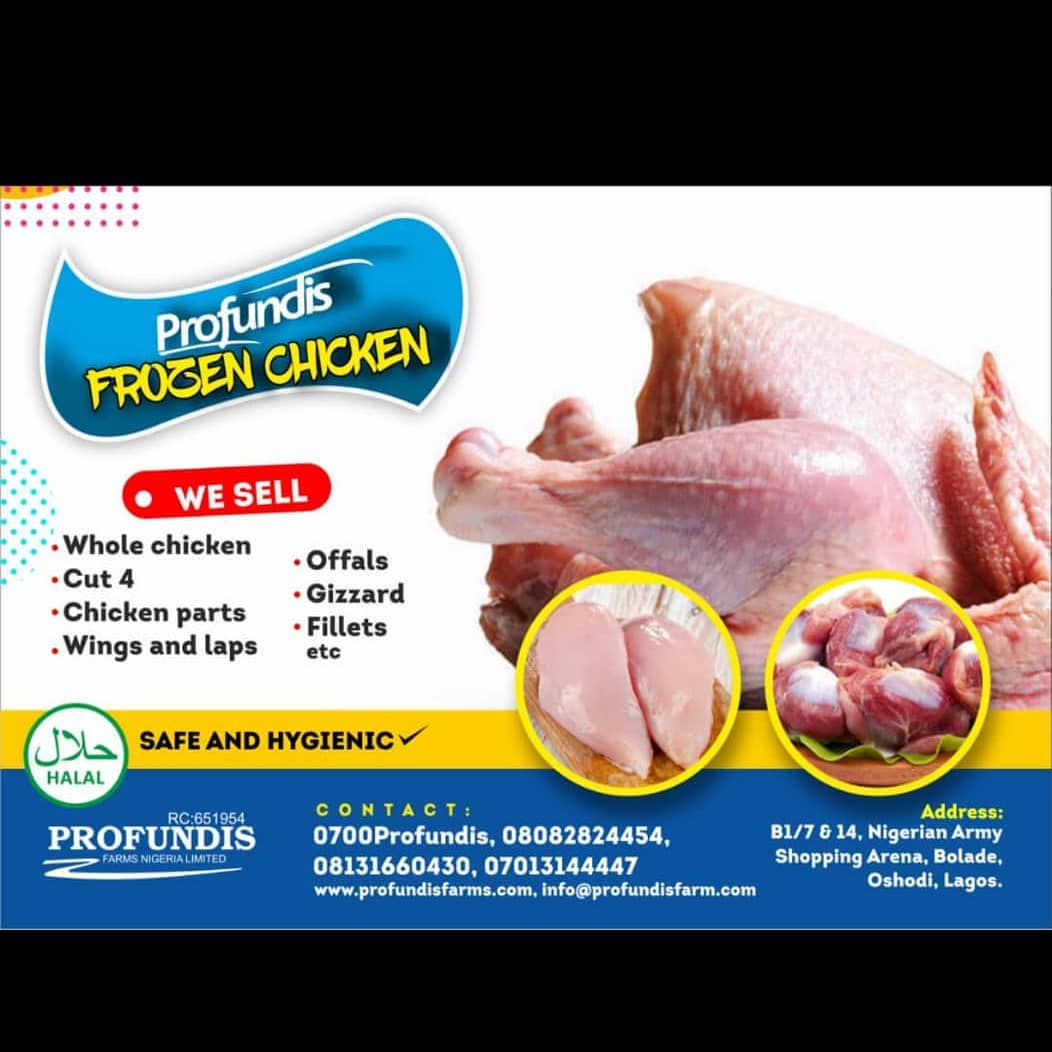 Profundis
FROZEN CHICKEN
WE SELL
• Whole chicken
• Cut 4
• Chicken parts
• Wings and laps
• Offals
• Gizzard
• Fillets
etc
حلال
HALAL
SAFE AND HYGIENIC ✓
RC:651954
PROFUNDIS
FARMS NIGERIA LIMITED
CONTACT:
0700Profundis, 08082824454,
08131660430, 07013144447
www.profundisfarms.com, info@profundisfarm.com
Address:
B1/7 & 14, Nigerian Army
Shopping Arena, Bolade,
Oshodi, Lagos.